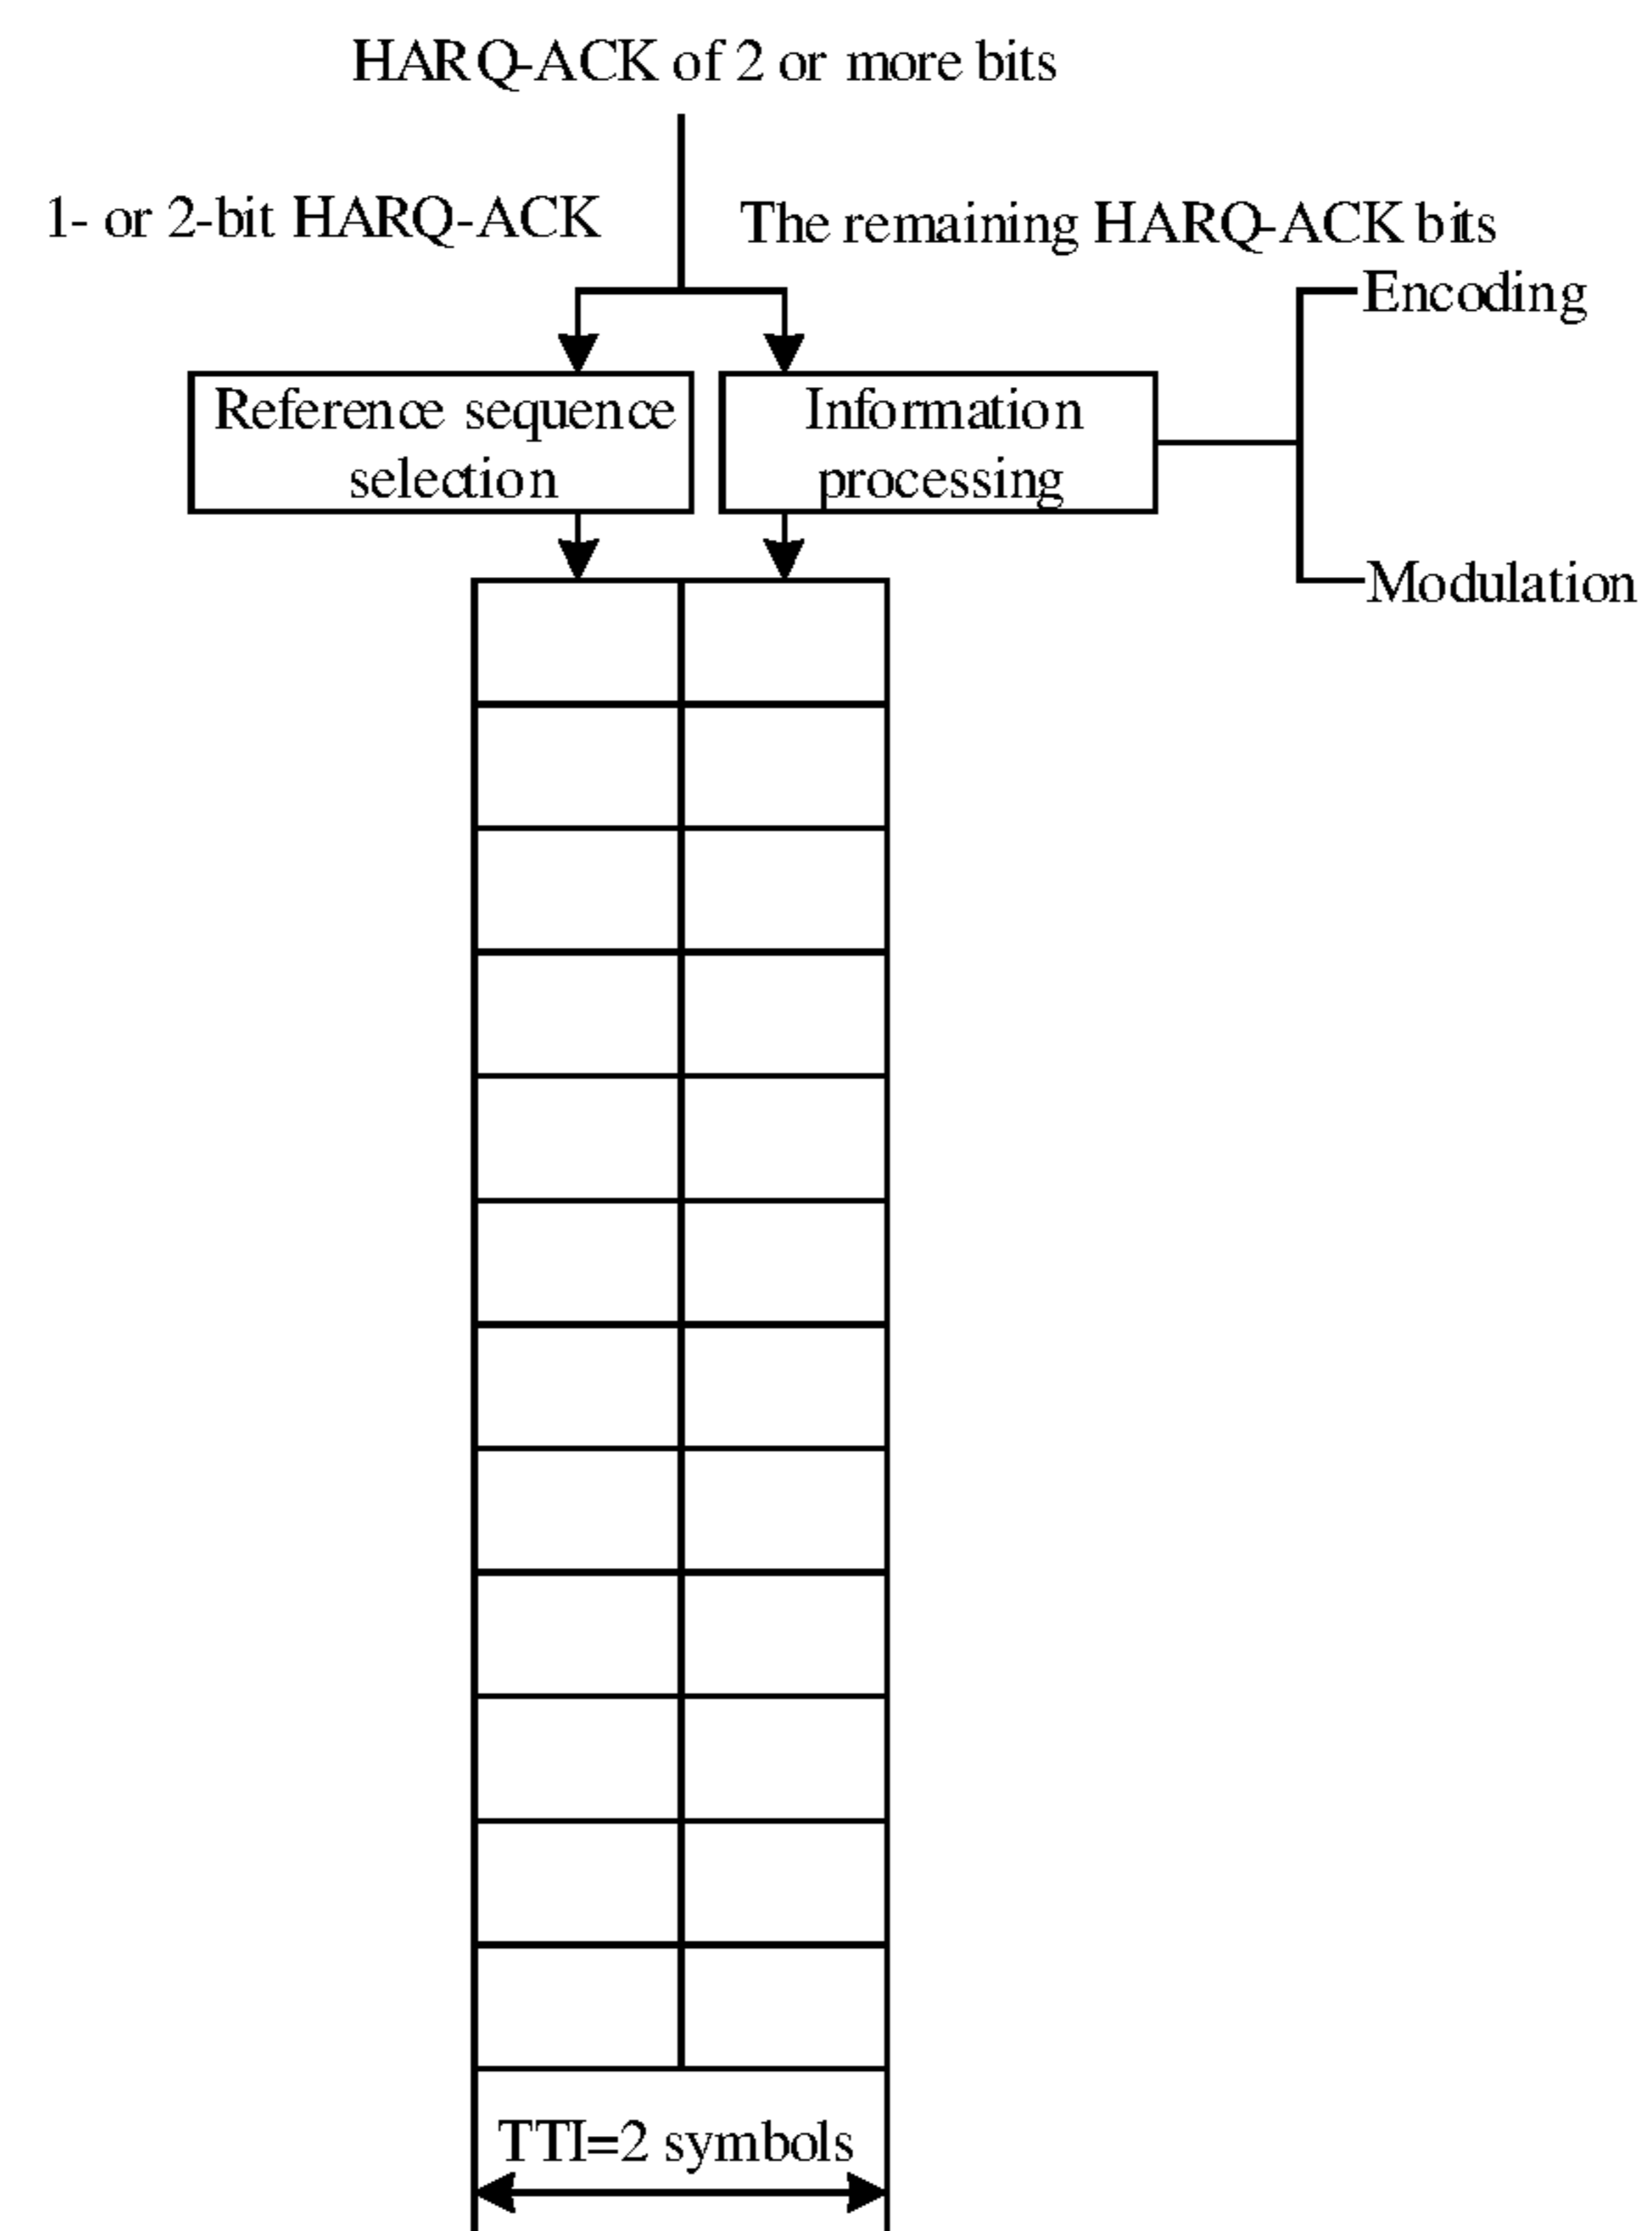 HARQ-ACK of 2 or more bits
1- or 2-bit HARQ-ACK
The remaining HARQ-ACK bits
Encoding
Reference sequence
selection
Information
processing
Modulation
TTI=2 symbols